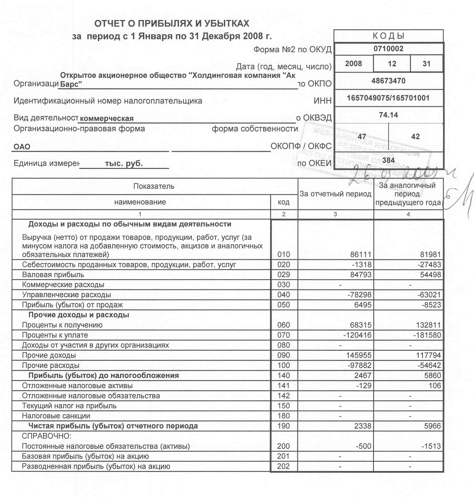 ОТЧЕТ О ПРИБЫЛЯХ И УБЫТКАХ
за период с 1 Января по 31 Декабря 2008 г.
К О Д Ы
Форма №2 по ОКУД 0710002
Дата (год, месяц, число) 2008 12 31
Открытое акционерное общество "Холдинговая компания "Ак
Организаци Барс" по ОКПО 48673470
Идентификационный номер налогоплательщика ИНН 1657049075/165701001
Вид деятельност коммерческая по ОКВЭД 74.14
Организационно-правовая форма форма собственности
ОАО ОКОПФ / ОКФС 47 42
Единица измерен тыс. руб. по ОКЕИ 384
Показатель За отчетный период За аналогичный период предыдущего года
наименование код
1 2 3 4
Доходы и расходы по обычным видам деятельности
Выручка (нетто) от продажи товаров, продукции, работ, услуг (за
минусом налога на добавленную стоимость, акцизов и аналогичных
обязательных платежей) 010 86111 81981
Себестоимость проданных товаров, продукции, работ, услуг 020 -1318 -27483
Валовая прибыль 029 84793 54498
Коммерческие расходы 030 - -
Управленческие расходы 040 -78298 -63021
Прибыль (убыток) от продаж 050 6495 -8523
Прочие доходы и расходы
Проценты к получению 060 68315 132811
Проценты к уплате 070 -120416 -181580
Доходы от участия в других организациях 080 - -
Прочие доходы 090 145955 117794
Прочие расходы 100 -97882 -54642
Прибыль (убыток) до налогообложения 140 2467 5860
Отложенные налоговые активы 141 -129 106
Отложенные налоговые обязательства 142 - -
Текущий налог на прибыль 150 - -
Налоговые санкции 180 - -
Чистая прибыль (убыток) отчетного периода 190 2338 5966
СПРАВОЧНО:
Постоянные налоговые обязательства (активы) 200 -500 -1513
Базовая прибыль (убыток) на акцию 201 - -
Разводненная прибыль (убыток) на акцию 202 - -